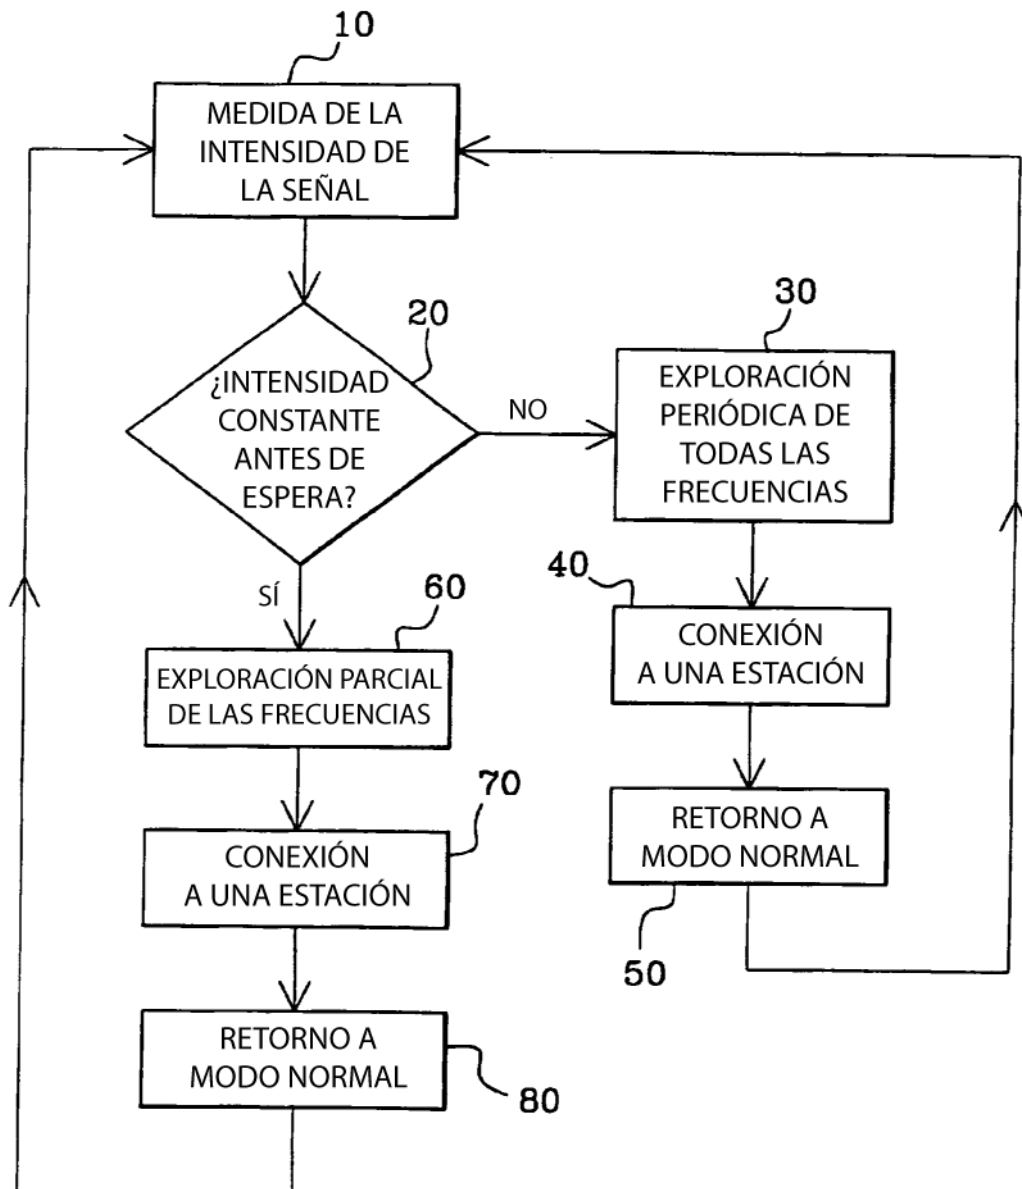 10
MEDIDA DE LA
INTENSIDAD DE
LA SEÑAL
20
¿INTENSIDAD
CONSTANTE
ANTES DE
ESPERA?
NO
30
EXPLORACIÓN
PERIÓDICA DE
TODAS LAS
FRECUENCIAS
40
CONEXIÓN
A UNA ESTACIÓN
RETORNO A
MODO NORMAL
50
SÍ
60
EXPLORACIÓN PARCIAL
DE LAS FRECUENCIAS
70
CONEXIÓN
A UNA ESTACIÓN
RETORNO A
MODO NORMAL
80